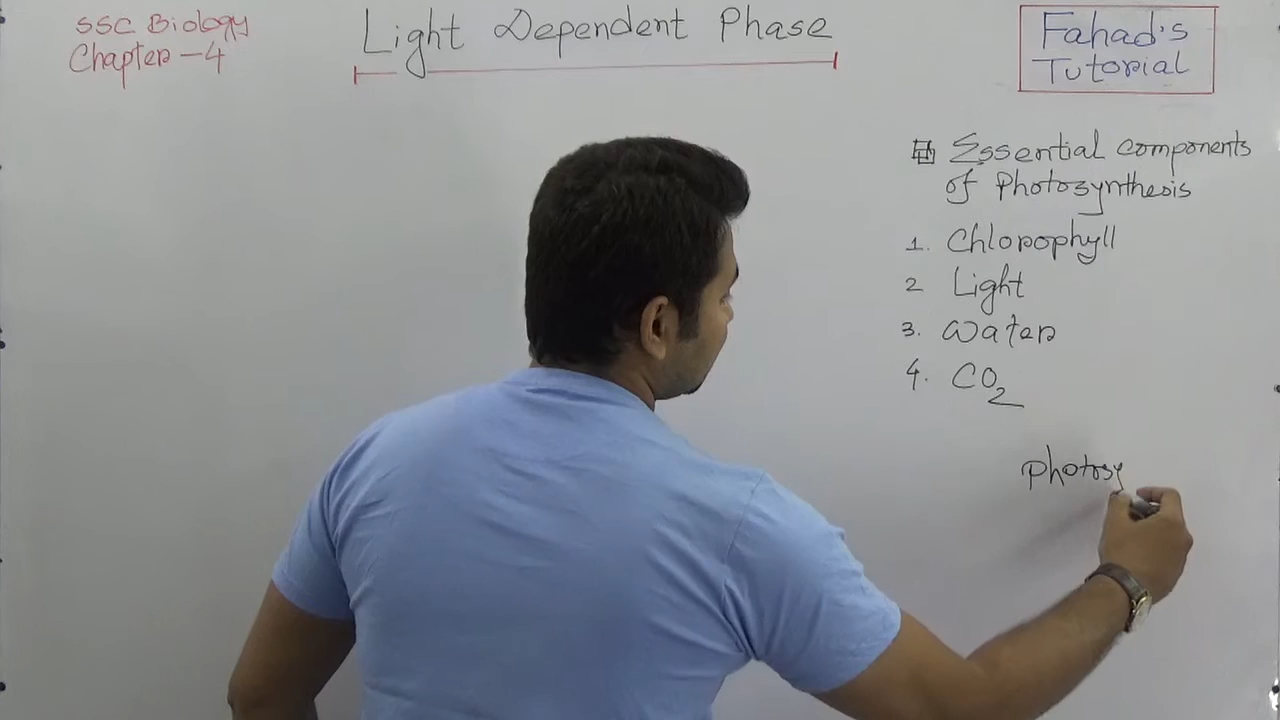 SSC Biology
Chapter-4
Light Dependent Phase
Fahad's
Tutorial
Essential components
of Photosynthesis
1. Chlorophyll
2 Light
3. Water
4. CO2
Photosy